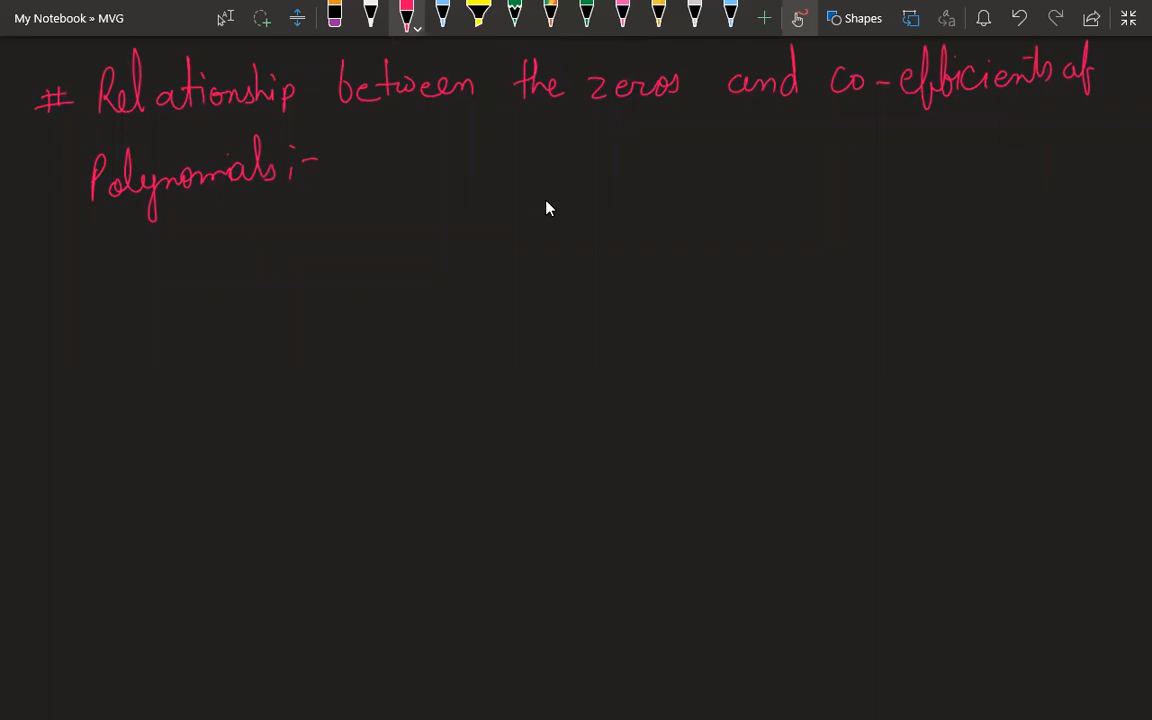 My Notebook » MVG
Shapes
# Relationship between the zeros and co-efficients of
Polynomials :-